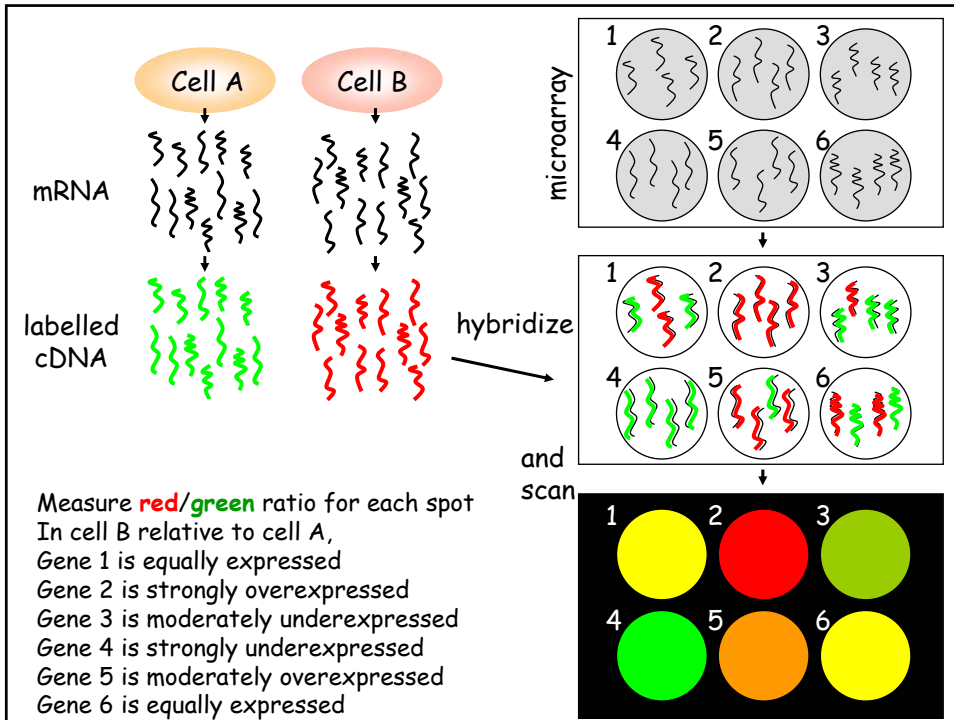 Cell A
Cell B
mRNA
labelled
cDNA
microarray
1 2 3
4 5 6
hybridize
1 2 3
4 5 6
and
scan
1 2 3
4 5 6
Measure red/green ratio for each spot
In cell B relative to cell A,
Gene 1 is equally expressed
Gene 2 is strongly overexpressed
Gene 3 is moderately underexpressed
Gene 4 is strongly underexpressed
Gene 5 is moderately overexpressed
Gene 6 is equally expressed